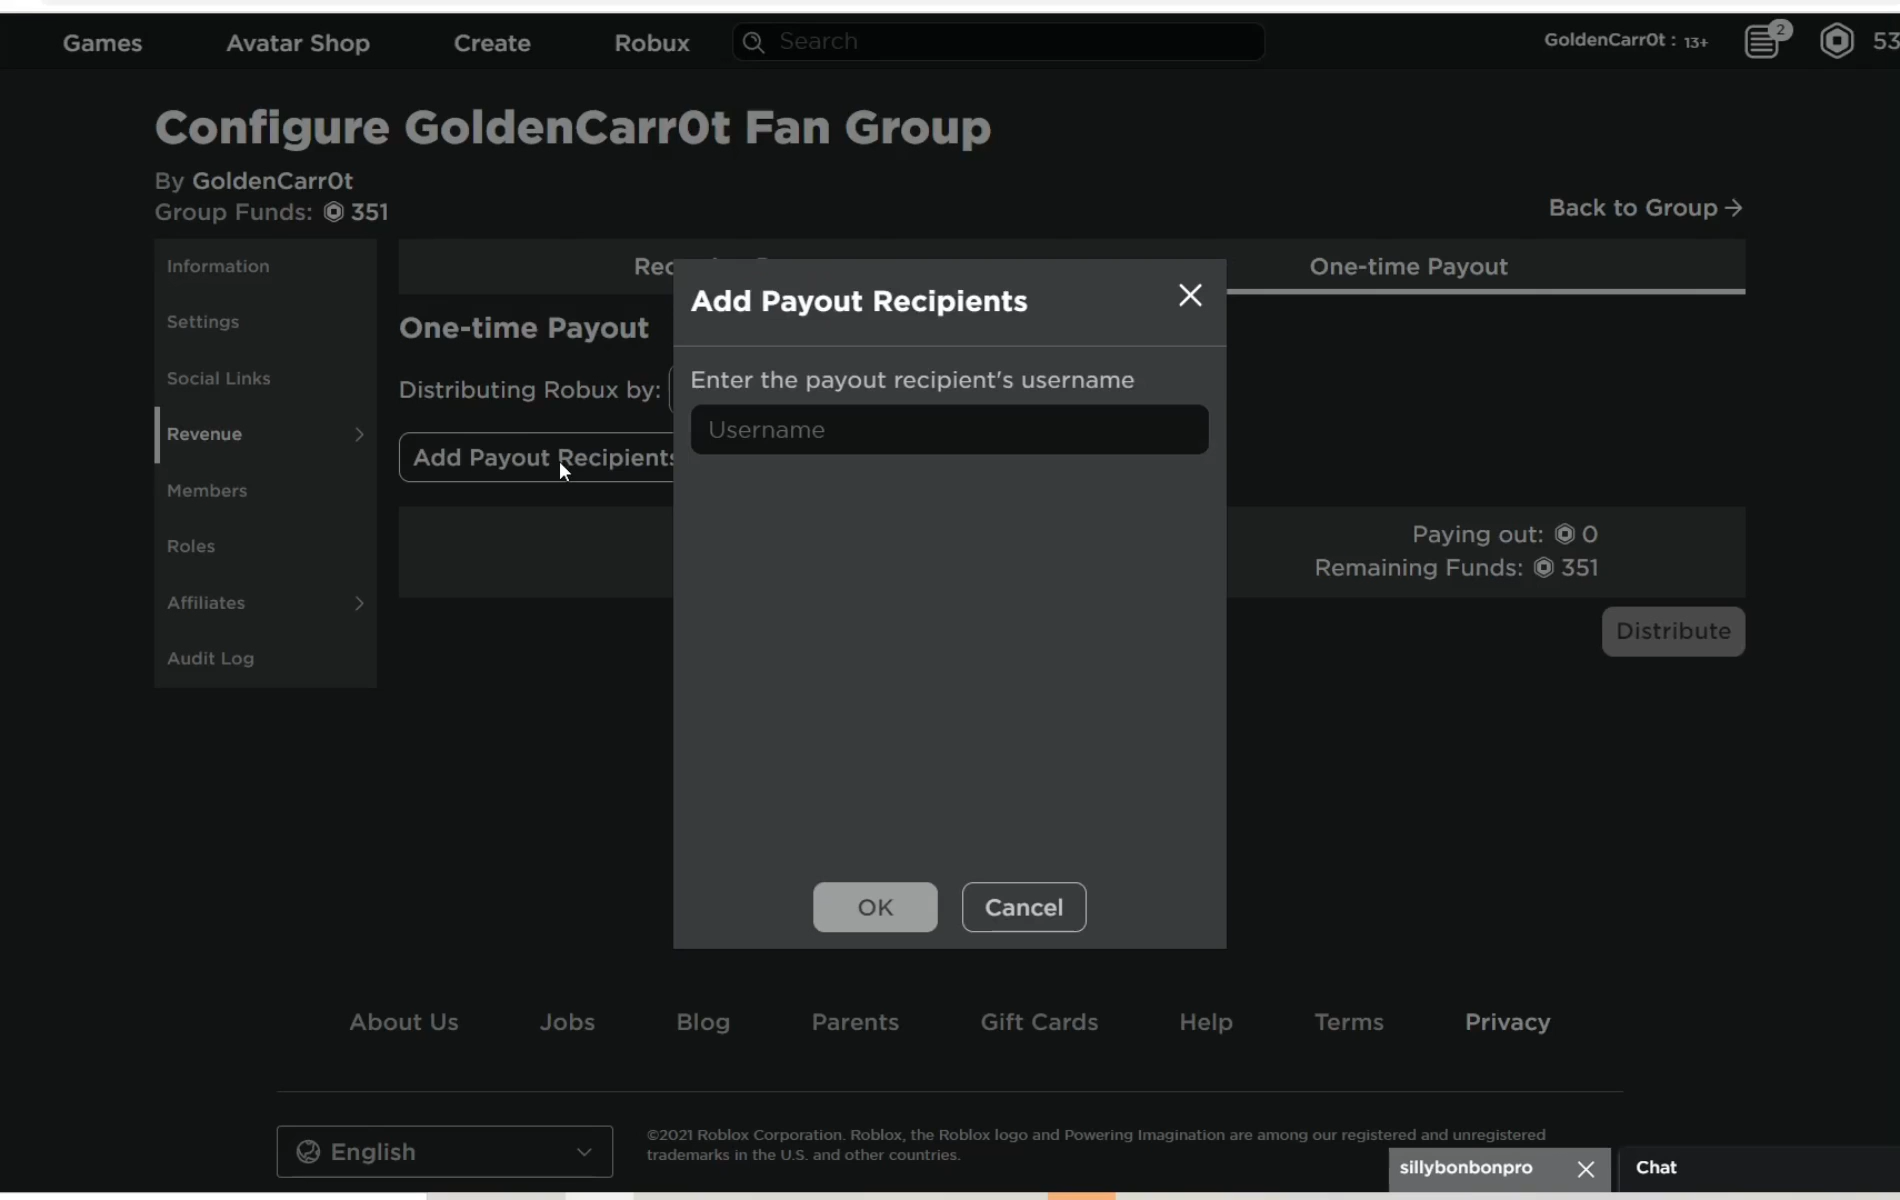 Games Avatar Shop Create Robux Search GoldenCarr0t : 13+ 2 53
Configure GoldenCarr0t Fan Group
By GoldenCarr0t
Group Funds: 351
Back to Group
Information
Settings
Social Links
Revenue
Members
Roles
Affiliates
Audit Log
One-time Payout
One-time Payout
Distributing Robux by:
Add Payout Recipients
Paying out: 0
Remaining Funds: 351
Distribute
Add Payout Recipients
Enter the payout recipient's username
Username
OK Cancel
About Us Jobs Blog Parents Gift Cards Help Terms Privacy
English
©2021 Roblox Corporation. Roblox, the Roblox logo and Powering Imagination are among our registered and unregistered
trademarks in the U.S. and other countries.
sillybonbonpro Chat